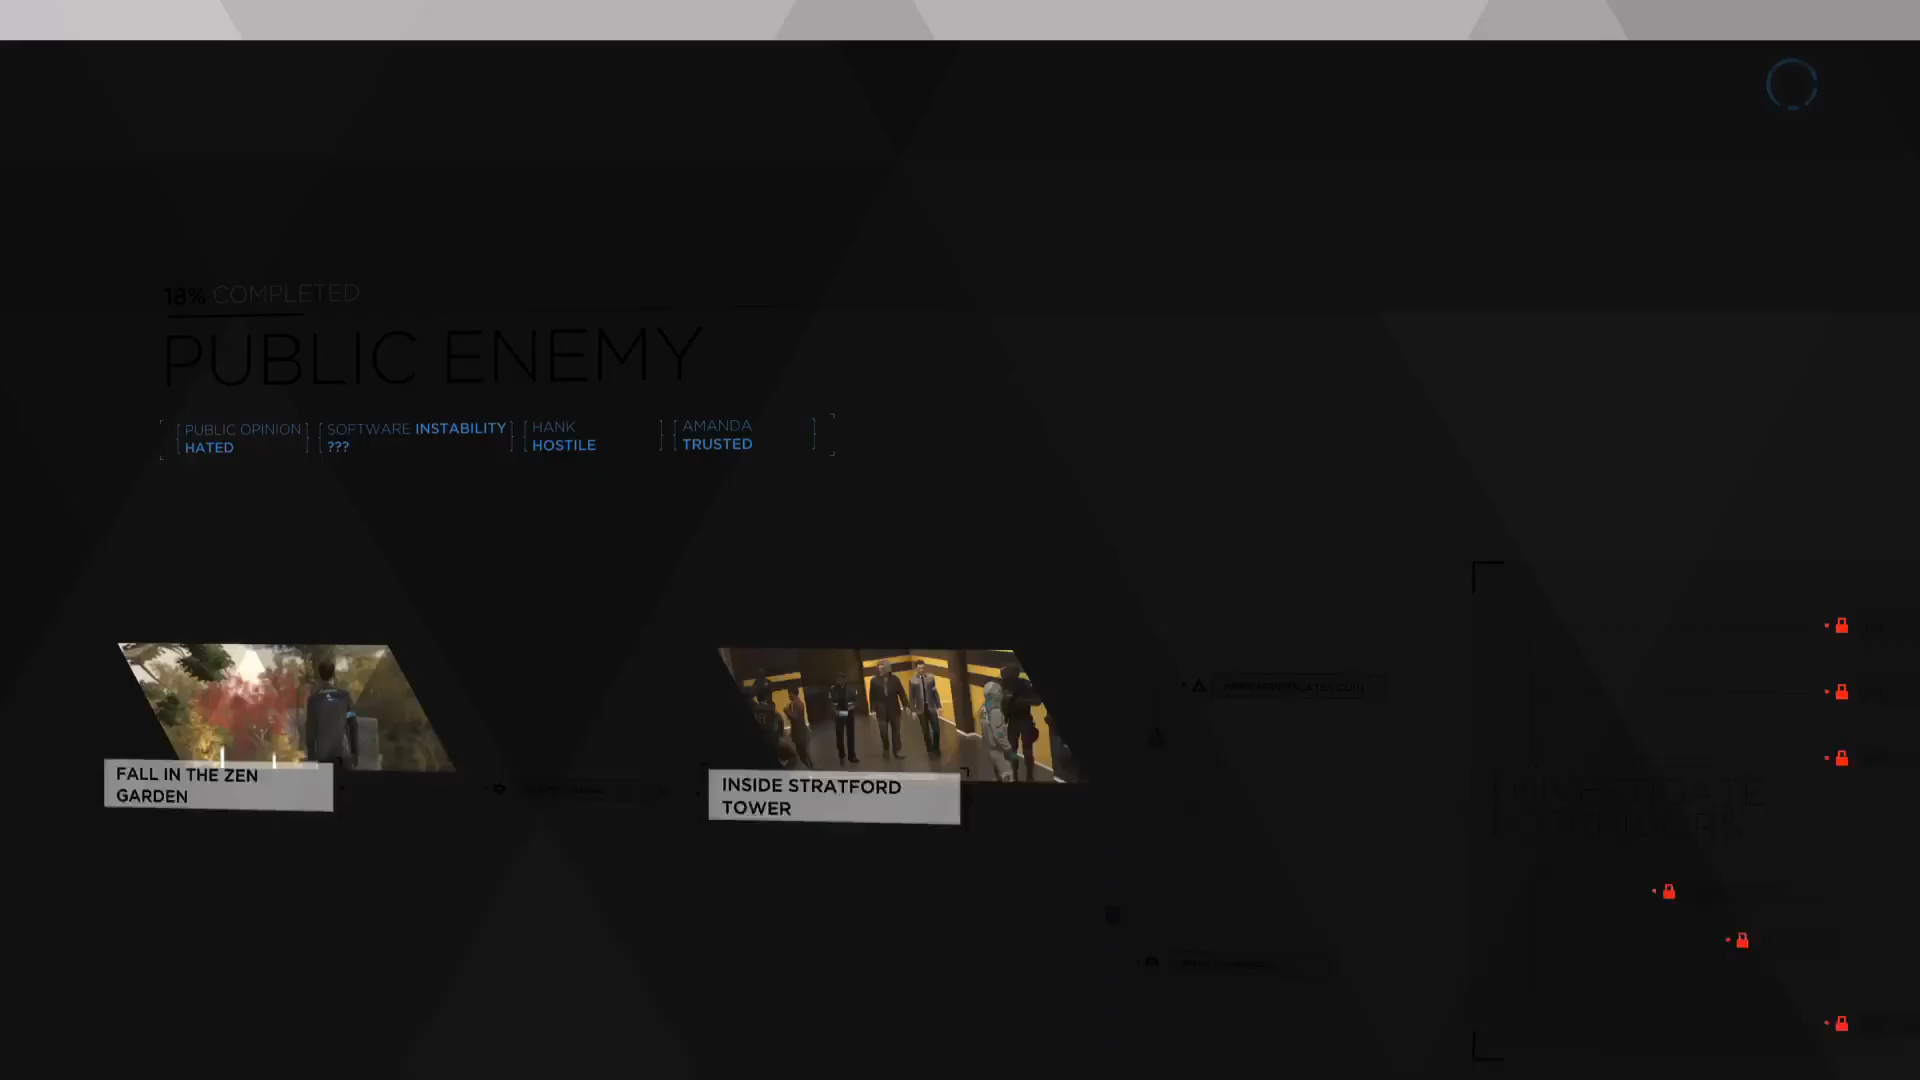 18% COMPLETED
PUBLIC ENEMY
PUBLIC OPINION
HATED
SOFTWARE INSTABILITY
???
HANK
HOSTILE
AMANDA
TRUSTED
FALL IN THE ZEN
GARDEN
INSIDE STRATFORD
TOWER
INVESTIGATE